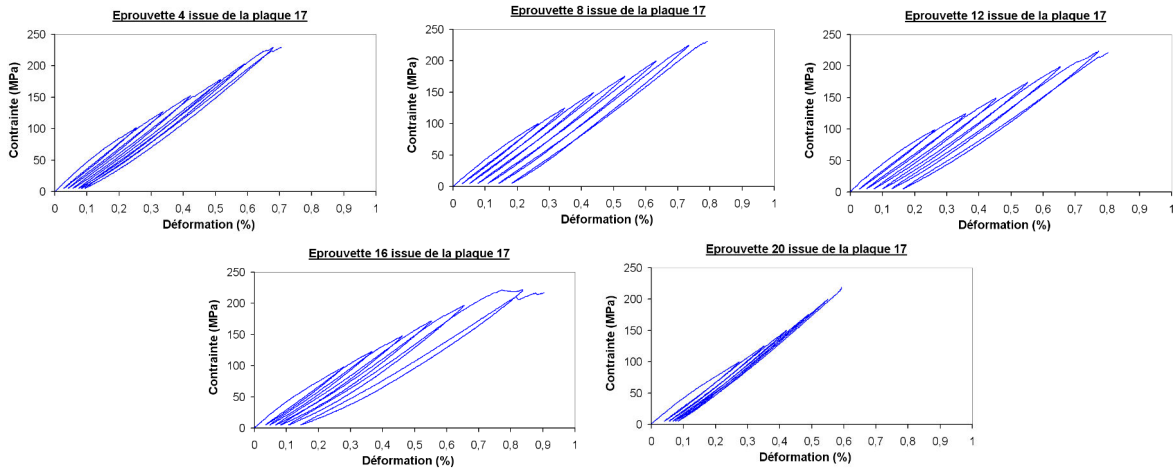 Eprouvette 4 issue de la plaque 17
Contrainte (MPa)
250
200
150
100
50
0
0 0,1 0,2 0,3 0,4 0,5 0,6 0,7 0,8 0,9 1
Déformation (%)
Eprouvette 8 issue de la plaque 17
Contrainte (MPa)
250
200
150
100
50
0
0 0,1 0,2 0,3 0,4 0,5 0,6 0,7 0,8 0,9 1
Déformation (%)
Eprouvette 12 issue de la plaque 17
Contrainte (MPa)
250
200
150
100
50
0
0 0,1 0,2 0,3 0,4 0,5 0,6 0,7 0,8 0,9 1
Déformation (%)
Eprouvette 16 issue de la plaque 17
Contrainte (MPa)
250
200
150
100
50
0
0 0,1 0,2 0,3 0,4 0,5 0,6 0,7 0,8 0,9 1
Déformation (%)
Eprouvette 20 issue de la plaque 17
Contrainte (MPa)
250
200
150
100
50
0
0 0,1 0,2 0,3 0,4 0,5 0,6 0,7 0,8 0,9 1
Déformation (%)